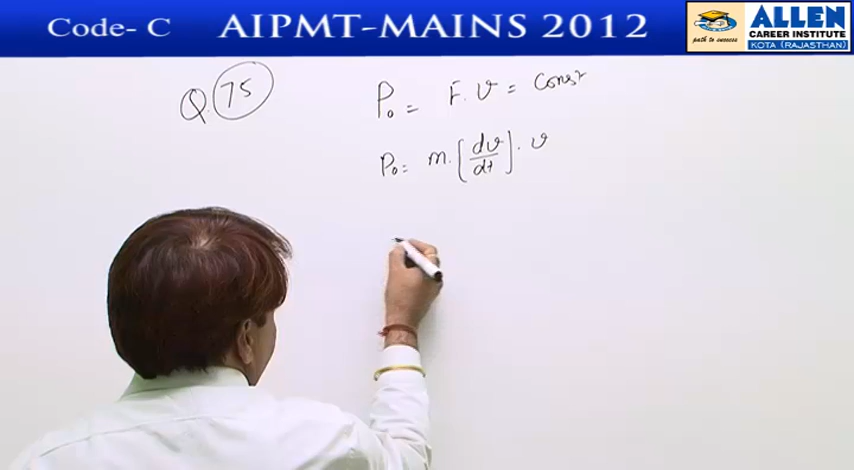 Code- C AIPMT-MAINS 2012
path to success
ALLEN
CAREER INSTITUTE
KOTA (RAJASTHAN)
Q. 75
P₀ = F. v = Const
P₀ = m. [dv/dt] . v